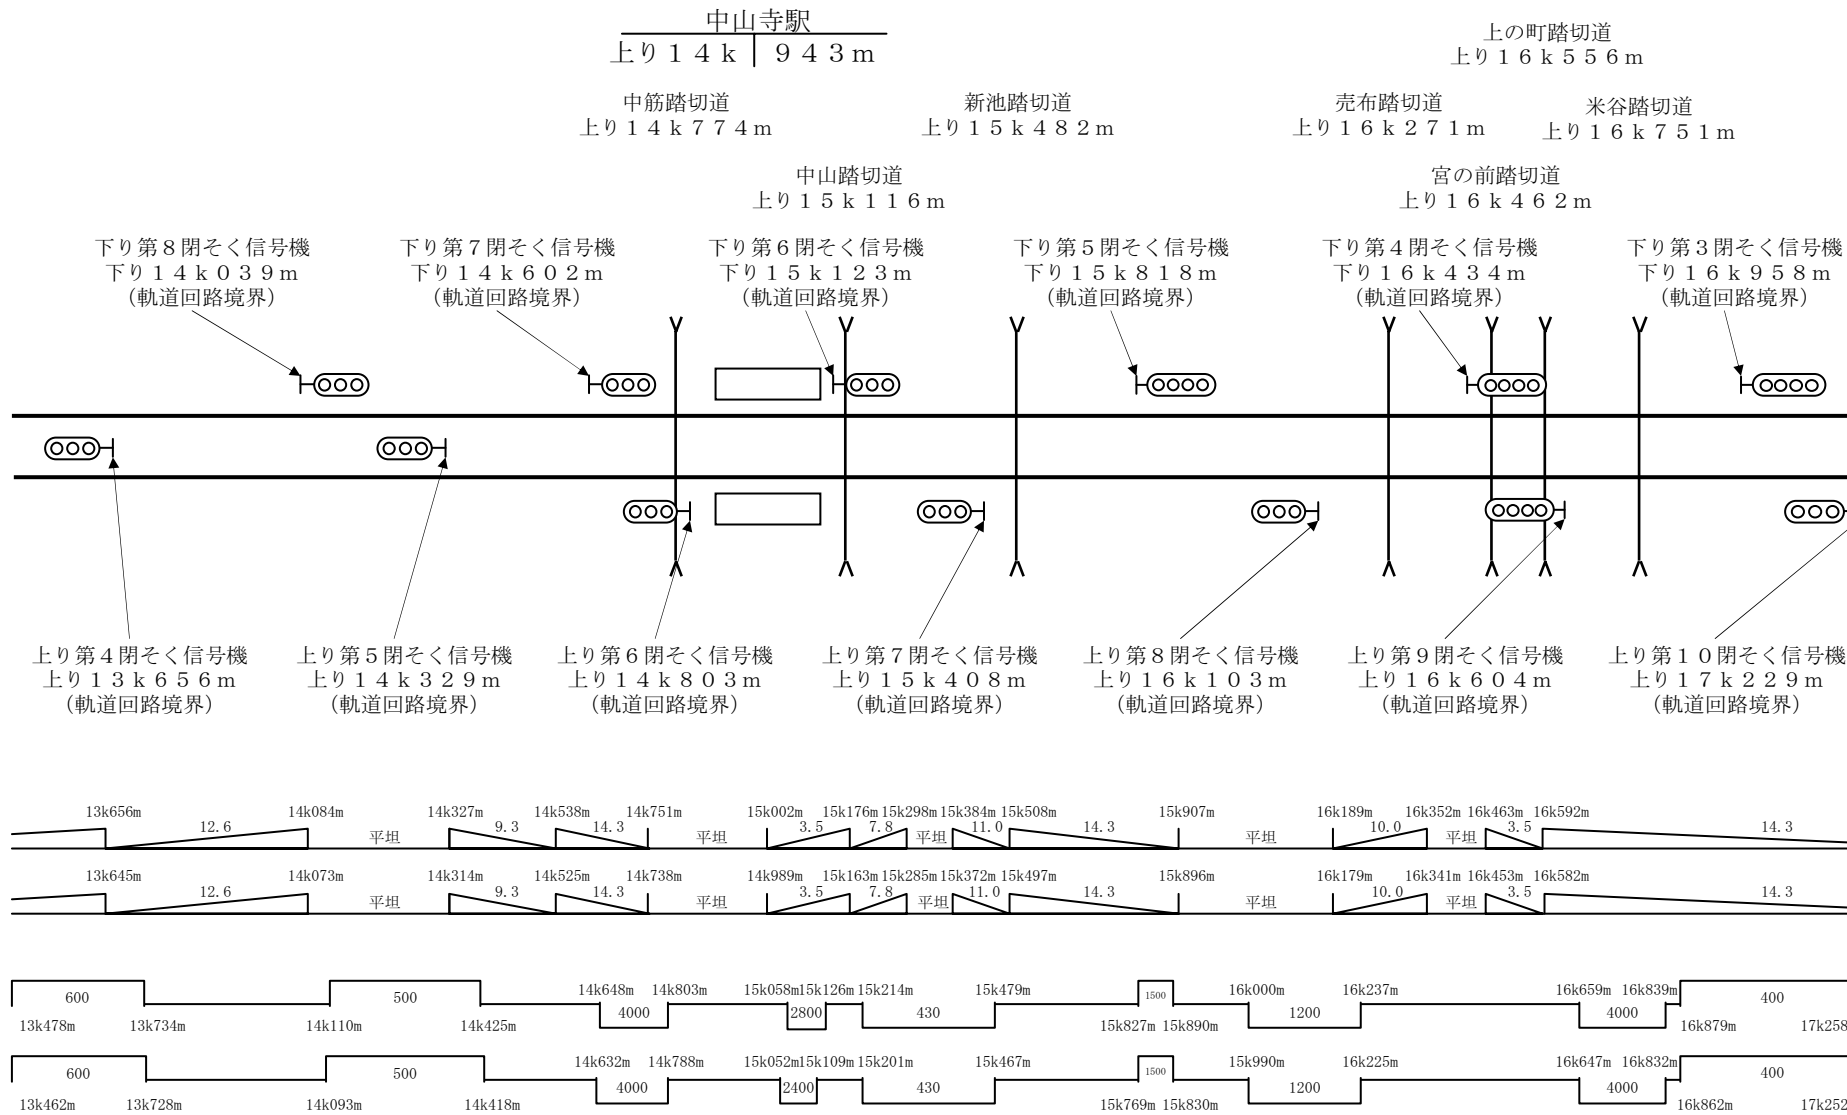 中山寺駅
上り１４ｋ ９４３ｍ
上の町踏切道
上り１６ｋ５５６ｍ
中筋踏切道
上り１４ｋ７７４ｍ
新池踏切道
上り１５ｋ４８２ｍ
売布踏切道
上り１６ｋ２７１ｍ
米谷踏切道
上り１６ｋ７５１ｍ
中山踏切道
上り１５ｋ１１６ｍ
宮の前踏切道
上り１６ｋ４６２ｍ
下り第８閉そく信号機
下り１４ｋ０３９ｍ
（軌道回路境界）
下り第７閉そく信号機
下り１４ｋ６０２ｍ
（軌道回路境界）
下り第６閉そく信号機
下り１５ｋ１２３ｍ
（軌道回路境界）
下り第５閉そく信号機
下り１５ｋ８１８ｍ
（軌道回路境界）
下り第４閉そく信号機
下り１６ｋ４３４ｍ
（軌道回路境界）
下り第３閉そく信号機
下り１６ｋ９５８ｍ
（軌道回路境界）
上り第４閉そく信号機
上り１３ｋ６５６ｍ
（軌道回路境界）
上り第５閉そく信号機
上り１４ｋ３２９ｍ
（軌道回路境界）
上り第６閉そく信号機
上り１４ｋ８０３ｍ
（軌道回路境界）
上り第７閉そく信号機
上り１５ｋ４０８ｍ
（軌道回路境界）
上り第８閉そく信号機
上り１６ｋ１０３ｍ
（軌道回路境界）
上り第９閉そく信号機
上り１６ｋ６０４ｍ
（軌道回路境界）
上り第１０閉そく信号機
上り１７ｋ２２９ｍ
（軌道回路境界）
13k656m 14k084m 14k327m 14k538m 14k751m 15k002m 15k176m 15k298m 15k384m 15k508m 15k907m 16k189m 16k352m 16k463m 16k592m
12.6 平坦 9.3 14.3 平坦 3.5 7.8 平坦 11.0 14.3 平坦 10.0 平坦 3.5 14.3
13k645m 14k073m 14k314m 14k525m 14k738m 14k989m 15k163m 15k285m 15k372m 15k497m 15k896m 16k179m 16k341m 16k453m 16k582m
12.6 平坦 9.3 14.3 平坦 3.5 7.8 平坦 11.0 14.3 平坦 10.0 平坦 3.5 14.3
14k648m 14k803m 15k058m 15k126m 15k214m 15k479m 16k000m 16k237m 16k659m 16k839m
600 500 4000 2800 430 1500 1200 4000 400
13k478m 13k734m 14k110m 14k425m 15k827m 15k890m 16k879m 17k258
14k632m 14k788m 15k052m 15k109m 15k201m 15k467m 15k990m 16k225m 16k647m 16k832m
600 500 4000 2400 430 1500 1200 4000 400
13k462m 13k728m 14k093m 14k418m 15k769m 15k830m 16k862m 17k252